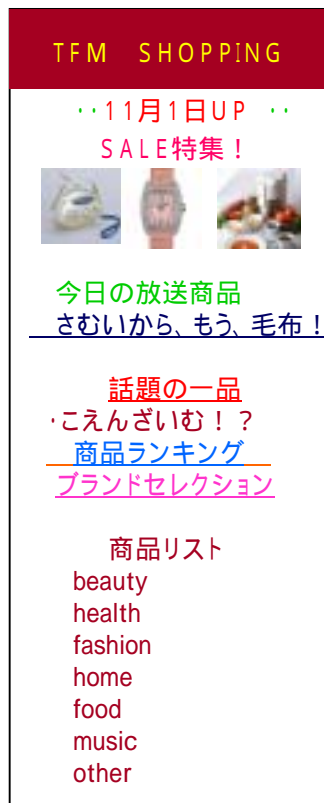 TFM SHOPPING
・・11月1日UP ・・
SALE特集！
今日の放送商品
さむいから、もう、毛布！
話題の一品
・こえんざいむ！？
商品ランキング
ブランドセレクション
商品リスト
beauty
health
fashion
home
food
music
other